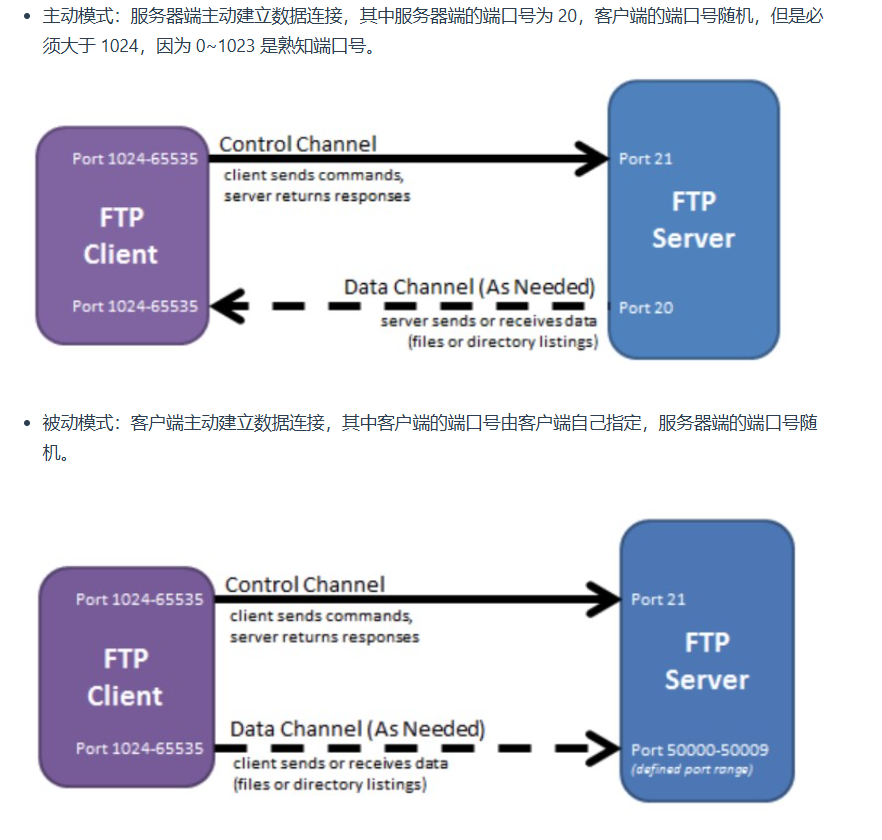 主动模式：服务器端主动建立数据连接，其中服务器端的端口号为 20，客户端的端口号随机，但是必
须大于 1024，因为 0~1023 是熟知端口号。
Control Channel
Port 1024-65535
Port 21
client sends commands,
server returns responses
FTP
Client
FTP
Server
Data Channel (As Needed)
Port 1024-65535
Port 20
server sends or receives data
(files or directory listings)
被动模式：客户端主动建立数据连接，其中客户端的端口号由客户端自己指定，服务器端的端口号随
机。
Control Channel
Port 1024-65535
Port 21
client sends commands,
server returns responses
FTP
Client
FTP
Server
Data Channel (As Needed)
Port 1024-65535
Port 50000-50009
(defined port range)
client sends or receives data
(files or directory listings)